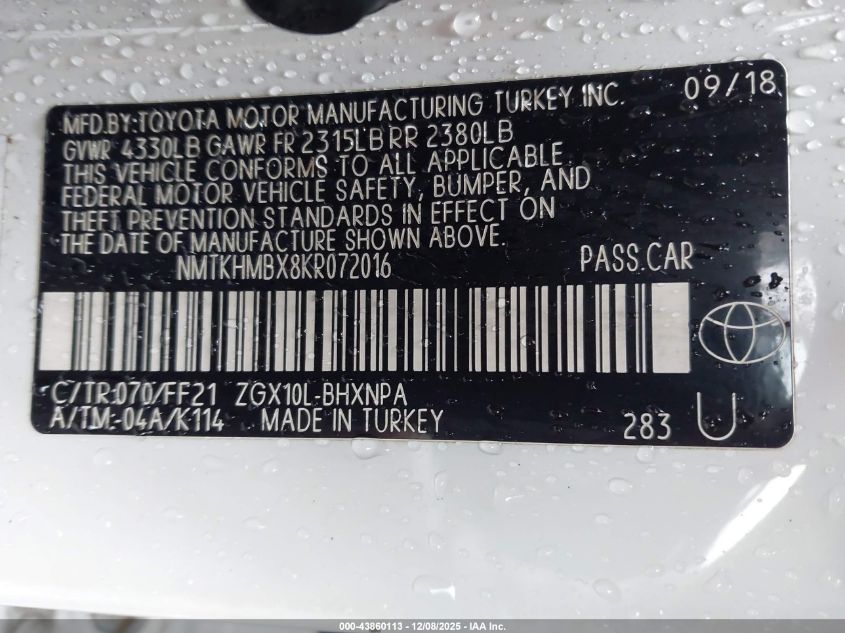 MFD.BY:TOYOTA MOTOR MANUFACTURING TURKEY INC. 09/18
GVWR 4330LB GAWR FR 2315LB RR 2380LB
THIS VEHICLE CONFORMS TO ALL APPLICABLE
FEDERAL MOTOR VEHICLE SAFETY, BUMPER, AND
THEFT PREVENTION STANDARDS IN EFFECT ON
THE DATE OF MANUFACTURE SHOWN ABOVE.
NMTKHMBX8KR072016 PASS.CAR
C/TR:070/FF21 ZGX10L-BHXNPA
A/TM:-04A/K114 MADE IN TURKEY 283 U
000-43860113 - 12/08/2025 - IAA Inc.